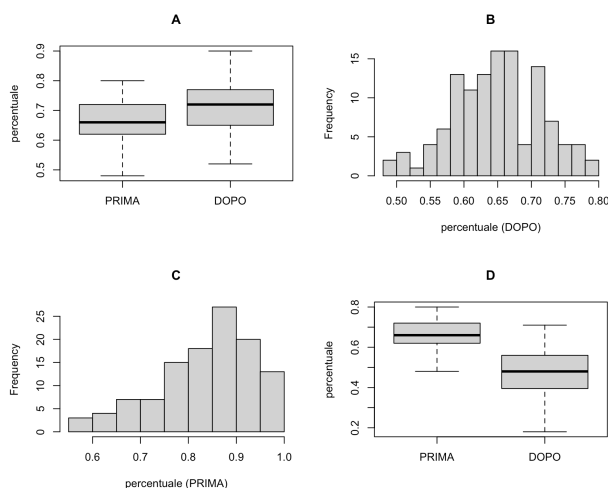 A
percentuale
0.5 0.6 0.7 0.8 0.9
PRIMA DOPO
B
Frequency
0 5 10 15
0.50 0.55 0.60 0.65 0.70 0.75 0.80
percentuale (DOPO)
C
Frequency
0 5 10 15 20 25
0.6 0.7 0.8 0.9 1.0
percentuale (PRIMA)
D
percentuale
0.2 0.4 0.6 0.8
PRIMA DOPO